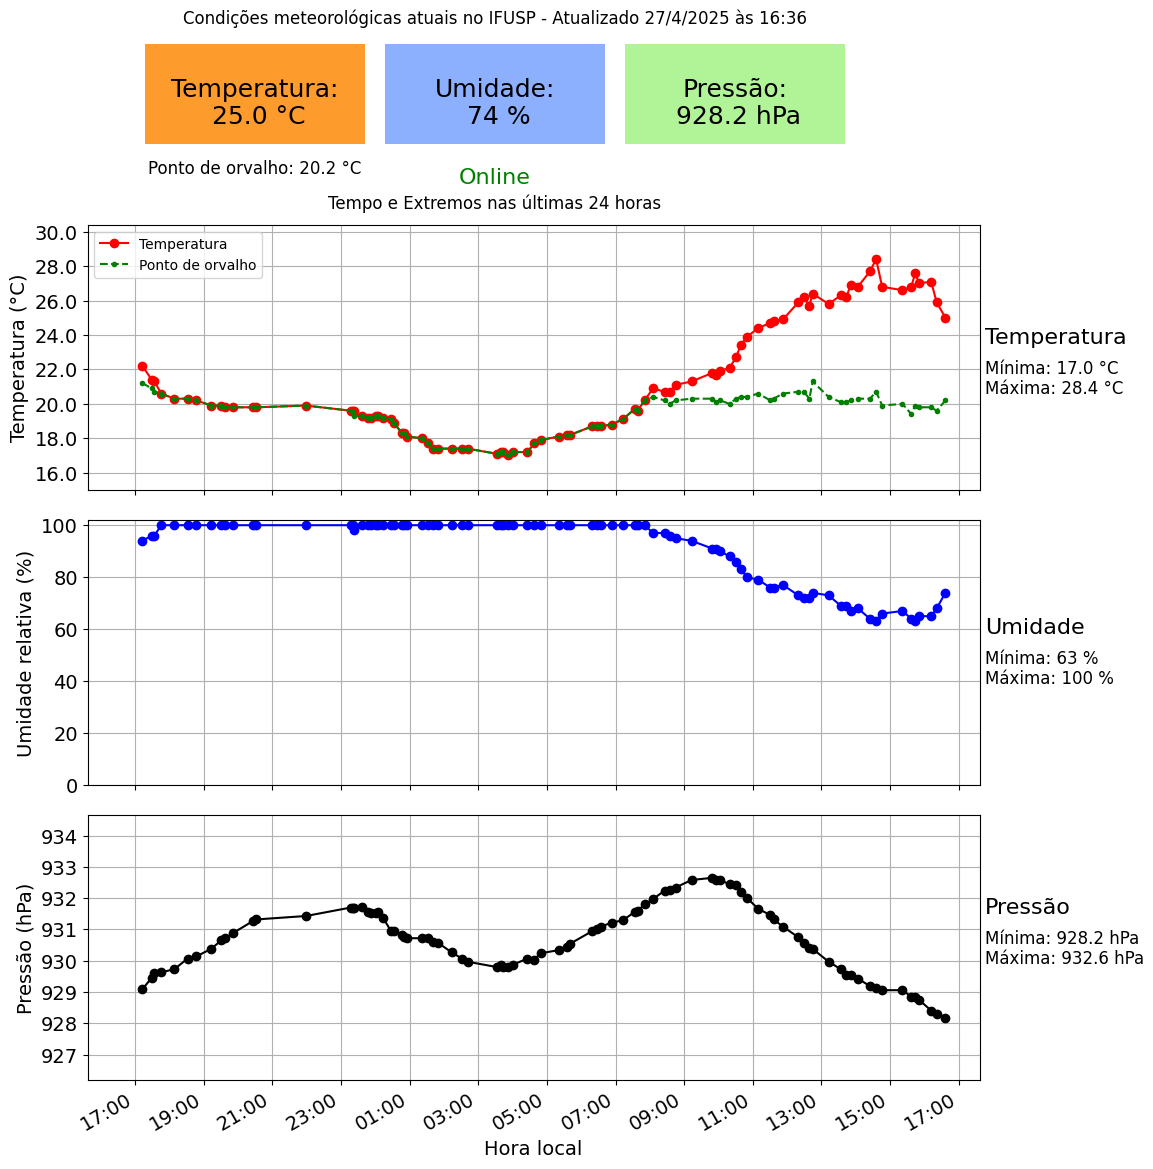 Condições meteorológicas atuais no IFUSP - Atualizado 27/4/2025 às 16:36
Temperatura:
25.0 °C
Umidade:
74 %
Pressão:
928.2 hPa
Ponto de orvalho: 20.2 °C
Online
Tempo e Extremos nas últimas 24 horas
Temperatura
Ponto de orvalho
Temperatura (°C)
30.0
28.0
26.0
24.0
22.0
20.0
18.0
16.0
Temperatura
Mínima: 17.0 °C
Máxima: 28.4 °C
Umidade relativa (%)
100
80
60
40
20
0
Umidade
Mínima: 63 %
Máxima: 100 %
Pressão (hPa)
934
933
932
931
930
929
928
927
Pressão
Mínima: 928.2 hPa
Máxima: 932.6 hPa
17:00 19:00 21:00 23:00 01:00 03:00 05:00 07:00 09:00 11:00 13:00 15:00 17:00
Hora local